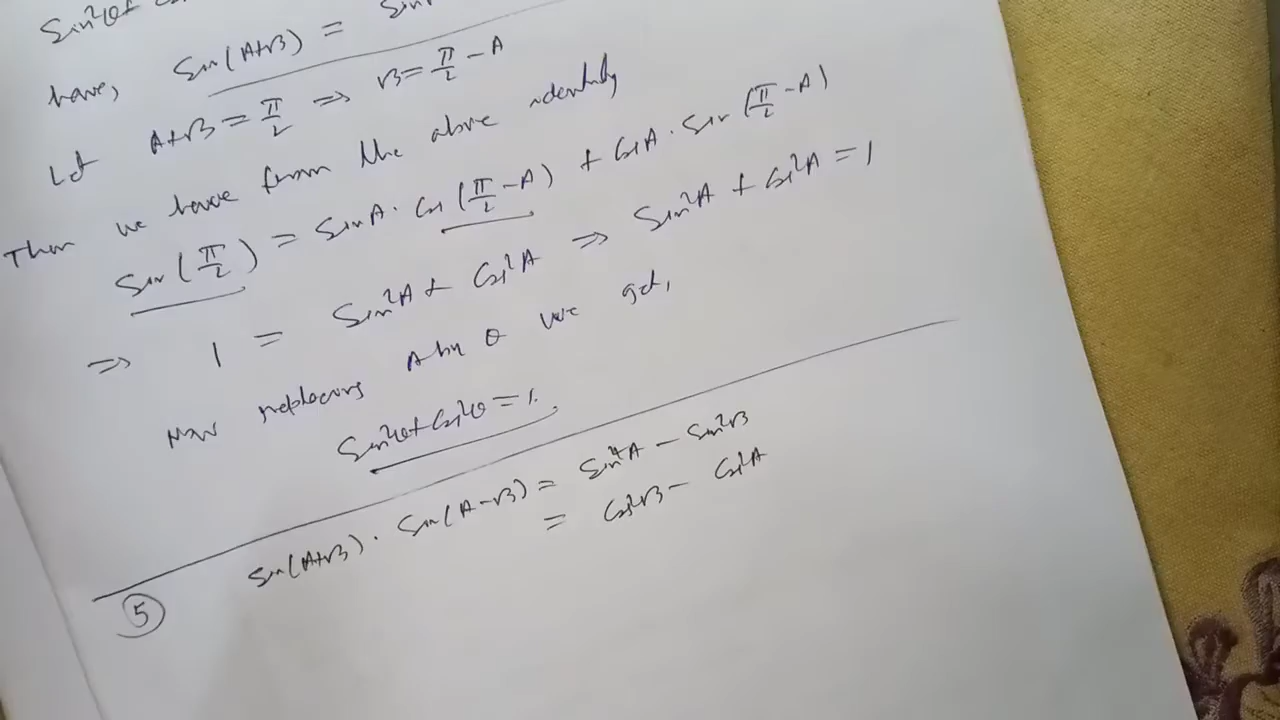 Sin²θ+
have, Sin(A+B) = Sin
Let A+B = π/2 ⇒ B = π/2 - A
Then we have from the above identity
Sin(π/2) = SinA · Cos(π/2 - A) + CosA · Sin(π/2 - A)
⇒ 1 = Sin²A + Cos²A ⇒ Sin²A + Cos²A = 1
Now replacing A by θ we get,
Sin²θ + Cos²θ = 1.
⑤ Sin(A+B) · Sin(A-B) = Sin²A - Sin²B
= Cos²B - Cos²A